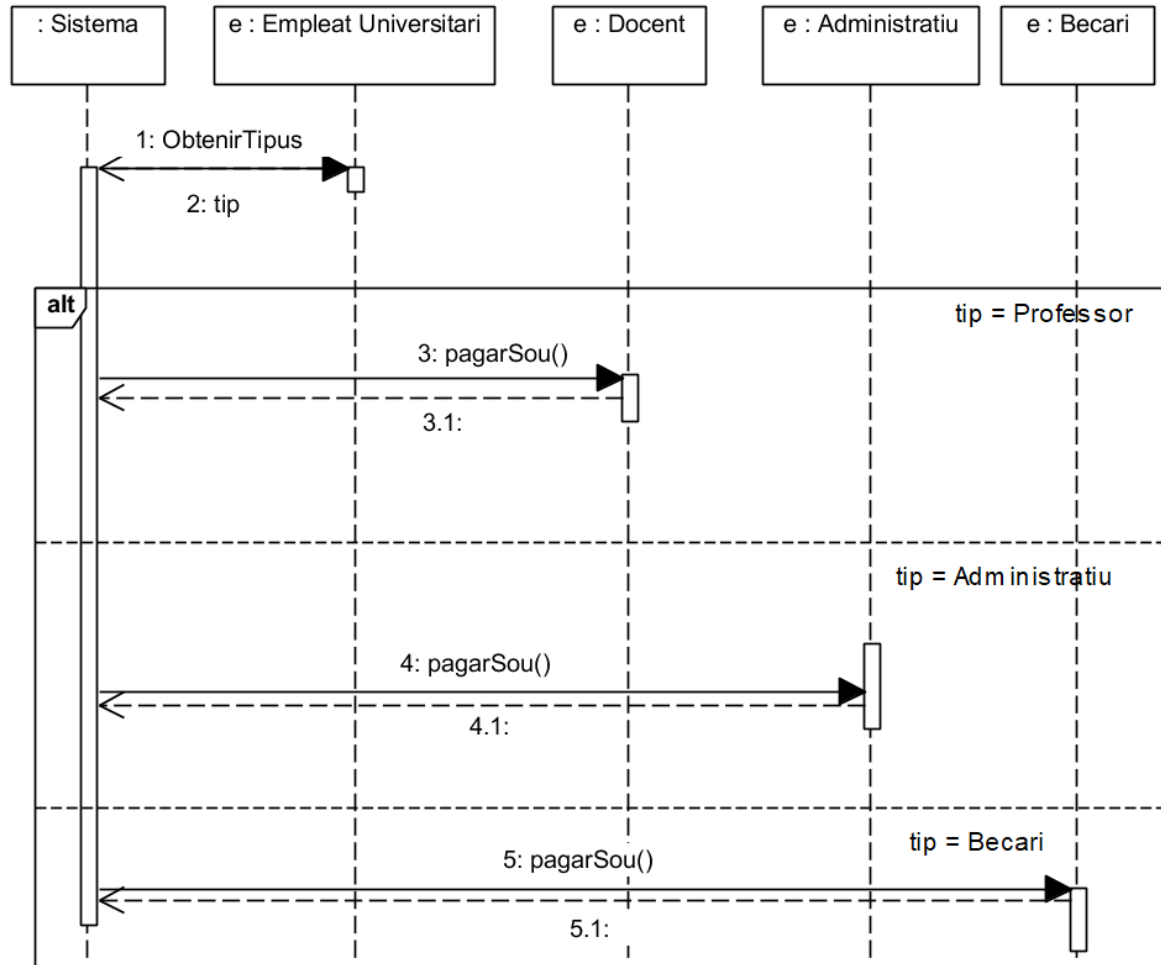 : Sistema
e : Empleat Universitari
e : Docent
e : Administratiu
e : Becari
1: ObtenirTipus
2: tip
alt
tip = Professor
3: pagarSou()
3.1:
tip = Administratiu
4: pagarSou()
4.1:
tip = Becari
5: pagarSou()
5.1: